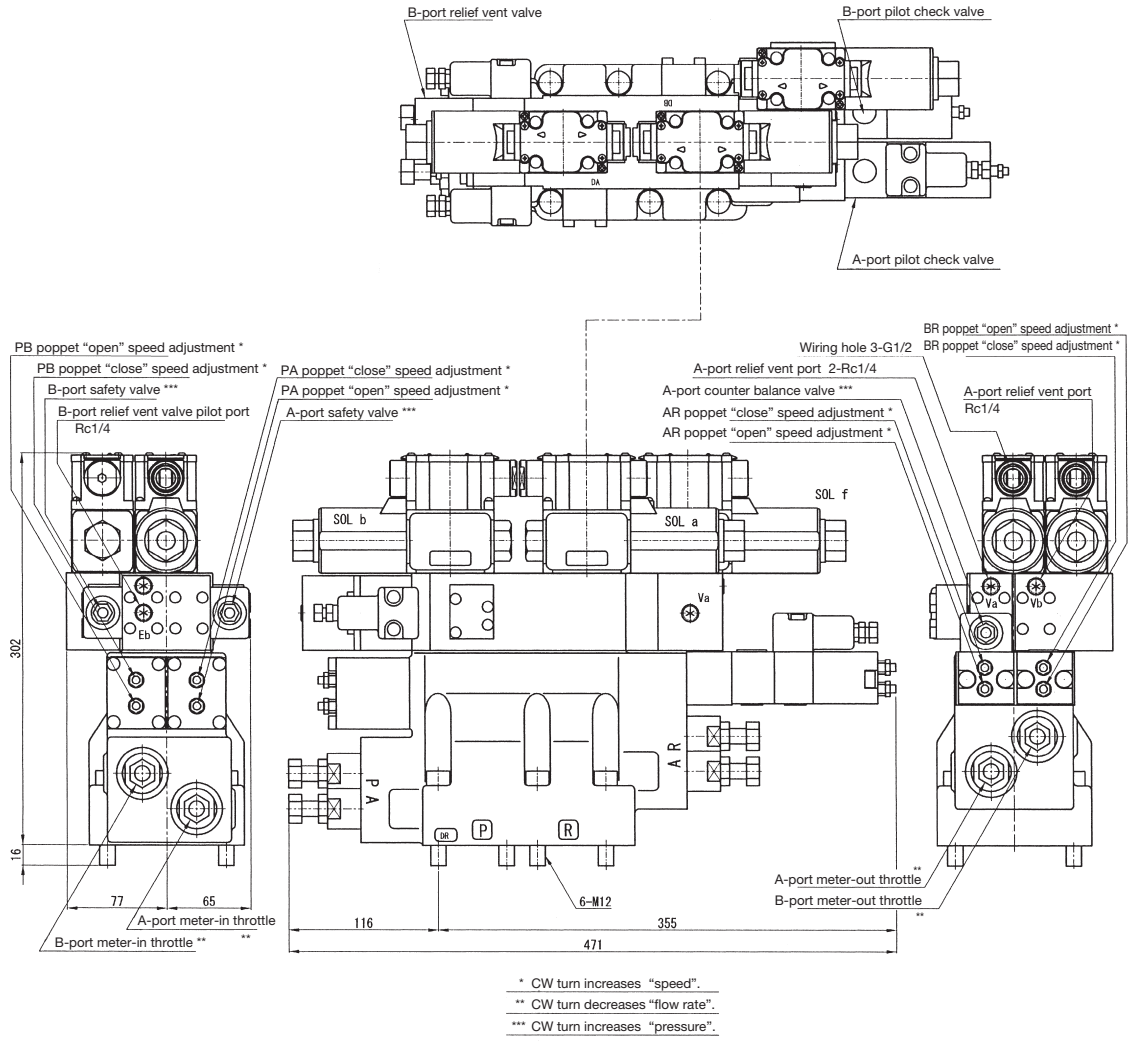 B-port relief vent valve
B-port pilot check valve
DB
DA
A-port pilot check valve
PB poppet “open” speed adjustment *
PB poppet “close” speed adjustment *
B-port safety valve ***
B-port relief vent valve pilot port
Rc1/4
PA poppet “close” speed adjustment *
PA poppet “open” speed adjustment *
A-port safety valve ***
BR poppet “open” speed adjustment *
BR poppet “close” speed adjustment *
Wiring hole 3-G1/2
A-port relief vent port 2-Rc1/4
A-port counter balance valve ***
AR poppet “close” speed adjustment *
AR poppet “open” speed adjustment *
A-port relief vent port
Rc1/4
SOL b
SOL a
SOL f
Eb
Va
Va
Vb
302
16
77
65
P A
A R
DR
P
R
6-M12
116
355
471
A-port meter-in throttle
**
B-port meter-in throttle **
**
A-port meter-out throttle
B-port meter-out throttle
**
* CW turn increases “speed”.
** CW turn decreases “flow rate”.
*** CW turn increases “pressure”.